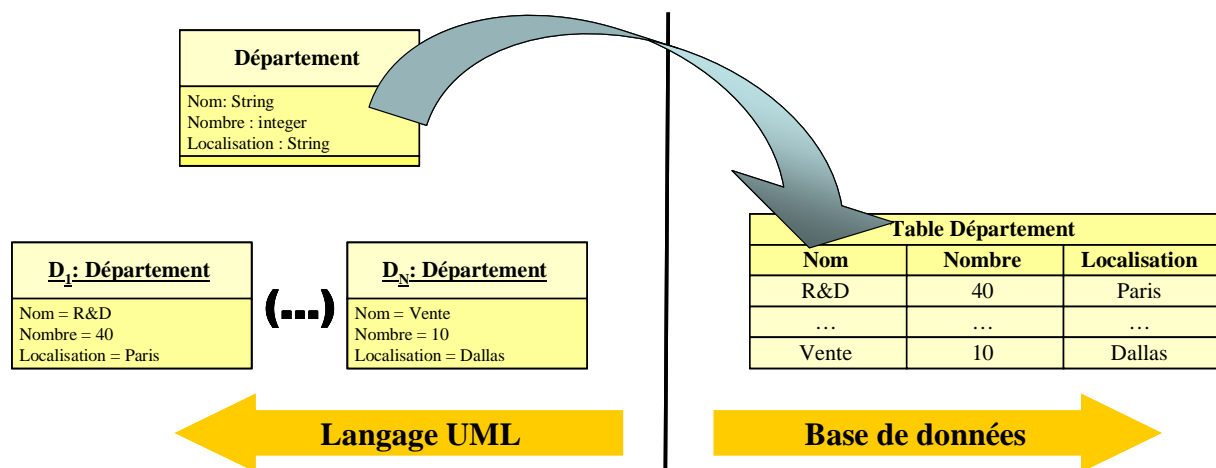 Département
Nom: String
Nombre : integer
Localisation : String
D1: Département
Nom = R&D
Nombre = 40
Localisation = Paris
(...)
DN: Département
Nom = Vente
Nombre = 10
Localisation = Dallas
Table Département
Nom Nombre Localisation
R&D 40 Paris
… … …
Vente 10 Dallas
Langage UML
Base de données